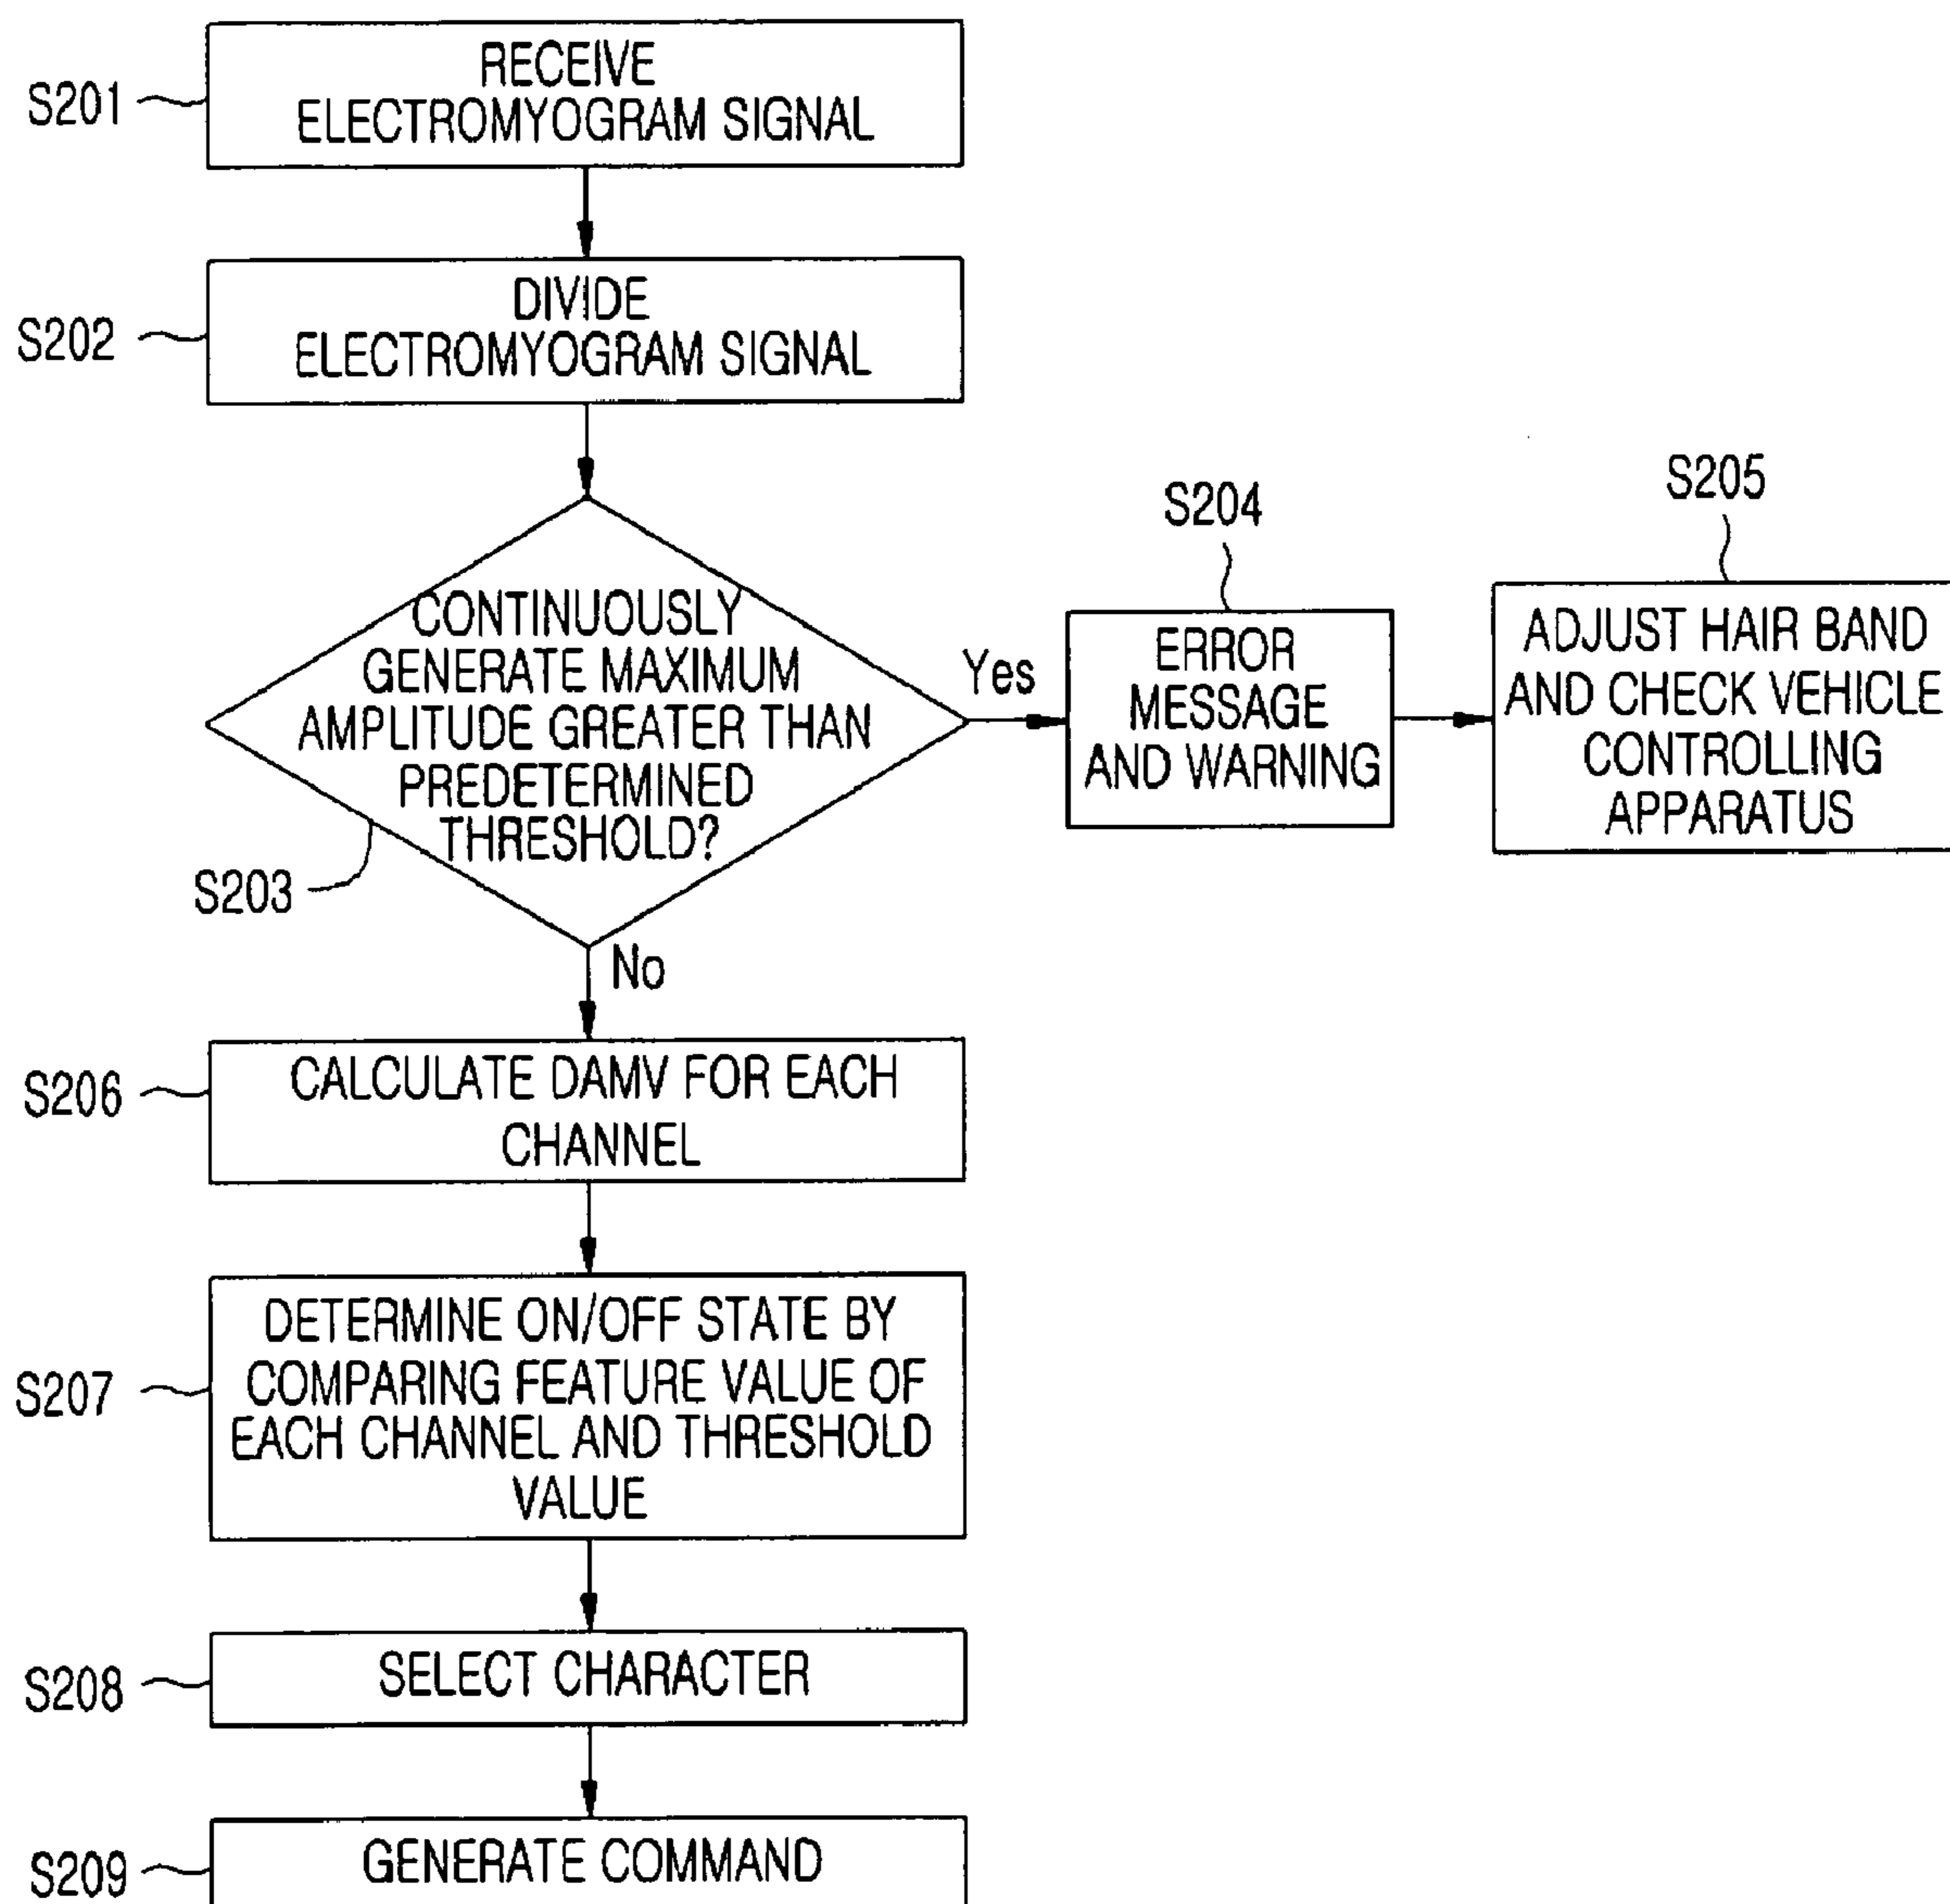 S201
RECEIVE
ELECTROMYOGRAM SIGNAL
S202
DIVIDE
ELECTROMYOGRAM SIGNAL
S203
CONTINUOUSLY
GENERATE MAXIMUM
AMPLITUDE GREATER THAN
PREDETERMINED
THRESHOLD?
Yes
S204
ERROR
MESSAGE
AND WARNING
S205
ADJUST HAIR BAND
AND CHECK VEHICLE
CONTROLLING
APPARATUS
No
S206
CALCULATE DAMV FOR EACH
CHANNEL
S207
DETERMINE ON/OFF STATE BY
COMPARING FEATURE VALUE OF
EACH CHANNEL AND THRESHOLD
VALUE
S208
SELECT CHARACTER
S209
GENERATE COMMAND